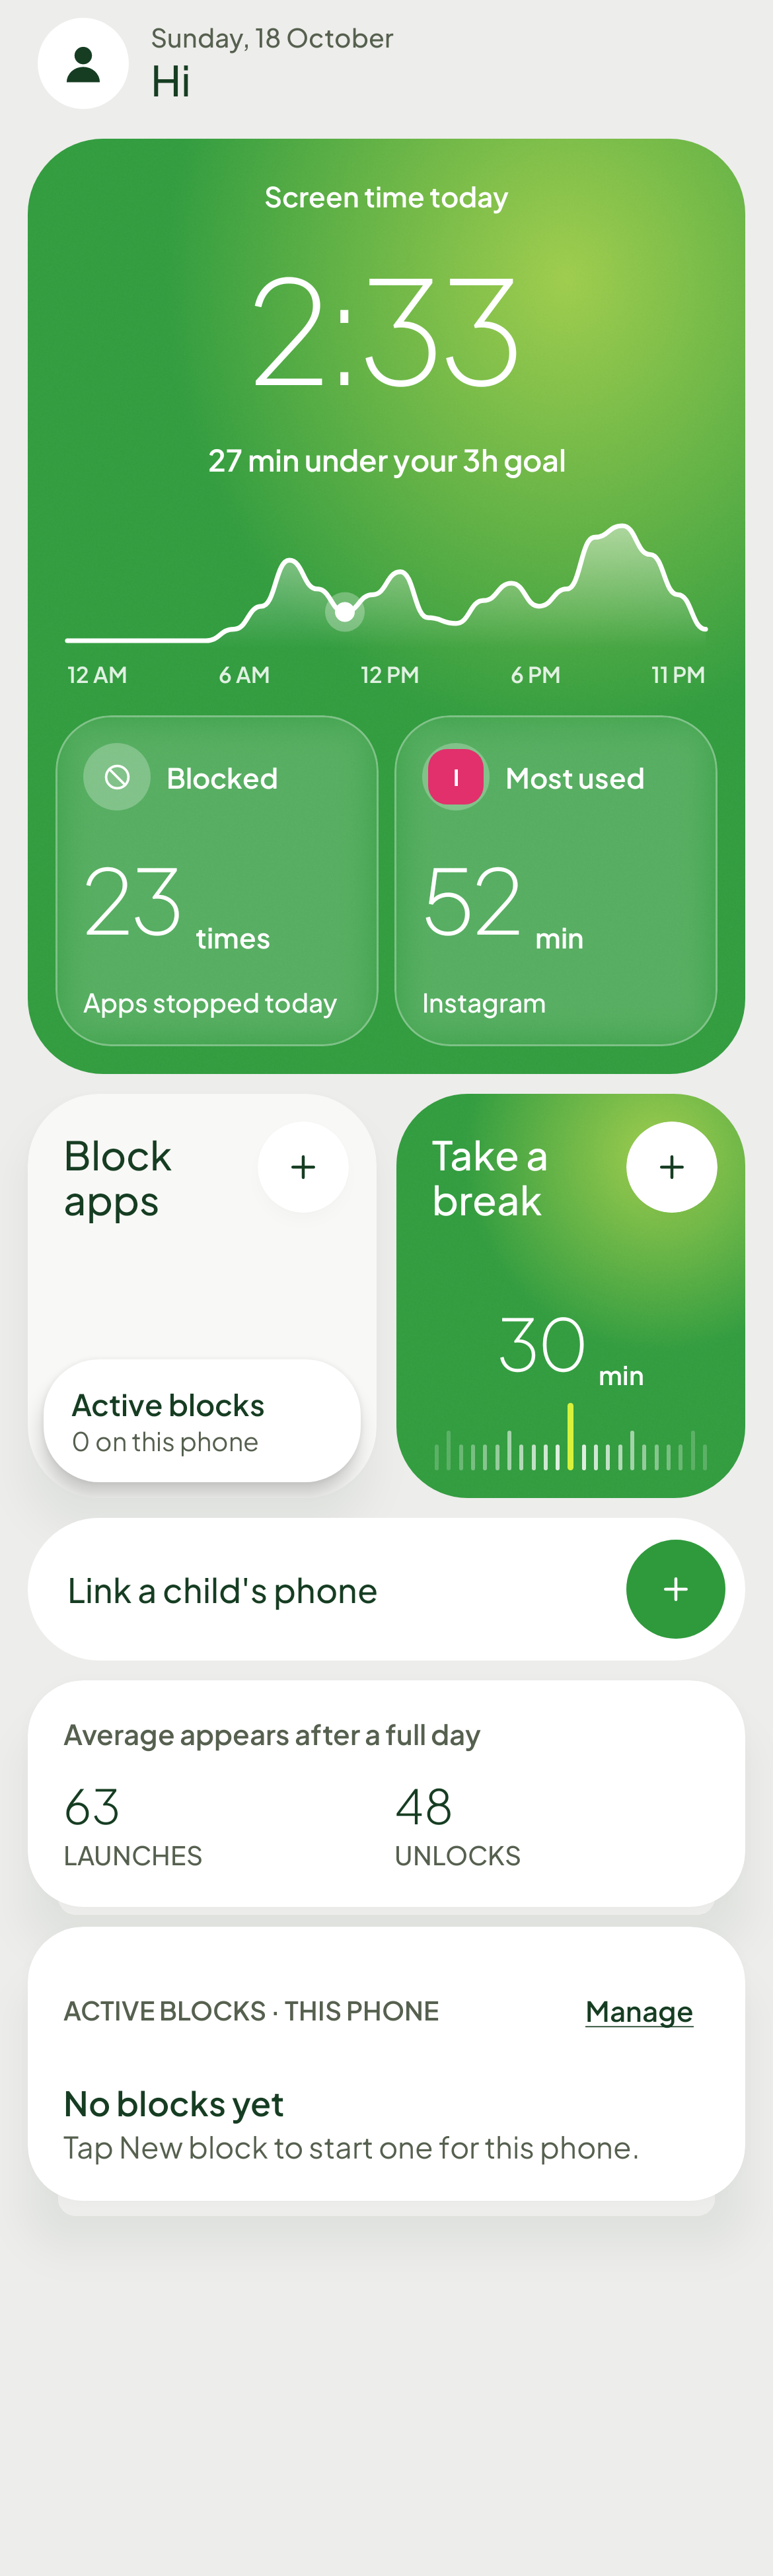 Sunday, 18 October
Hi
Screen time today
2:33
27 min under your 3h goal
12 AM 6 AM 12 PM 6 PM 11 PM
Blocked
23 times
Apps stopped today
I Most used
52 min
Instagram
Block
apps
Active blocks
0 on this phone
Take a
break
30 min
Link a child's phone
Average appears after a full day
63 48
LAUNCHES UNLOCKS
ACTIVE BLOCKS · THIS PHONE Manage
No blocks yet
Tap New block to start one for this phone.